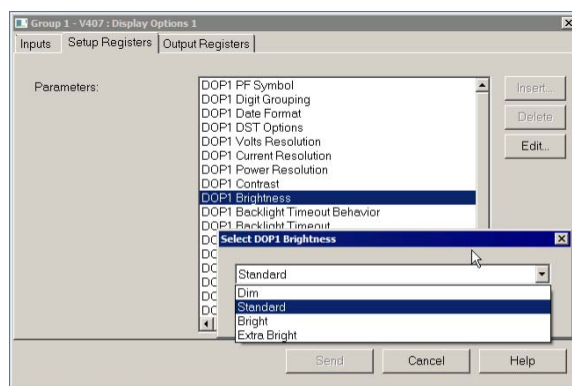 Group 1 - V407 : Display Options 1
Inputs
Setup Registers
Output Registers
Parameters:
DOP1 PF Symbol
DOP1 Digit Grouping
DOP1 Date Format
DOP1 DST Options
DOP1 Volts Resolution
DOP1 Current Resolution
DOP1 Power Resolution
DOP1 Contrast
DOP1 Brightness
DOP1 Backlight Timeout Behavior
DOP1 Backlight Timeout
Insert...
Delete
Edit...
Select DOP1 Brightness
Standard
Dim
Standard
Bright
Extra Bright
Send
Cancel
Help